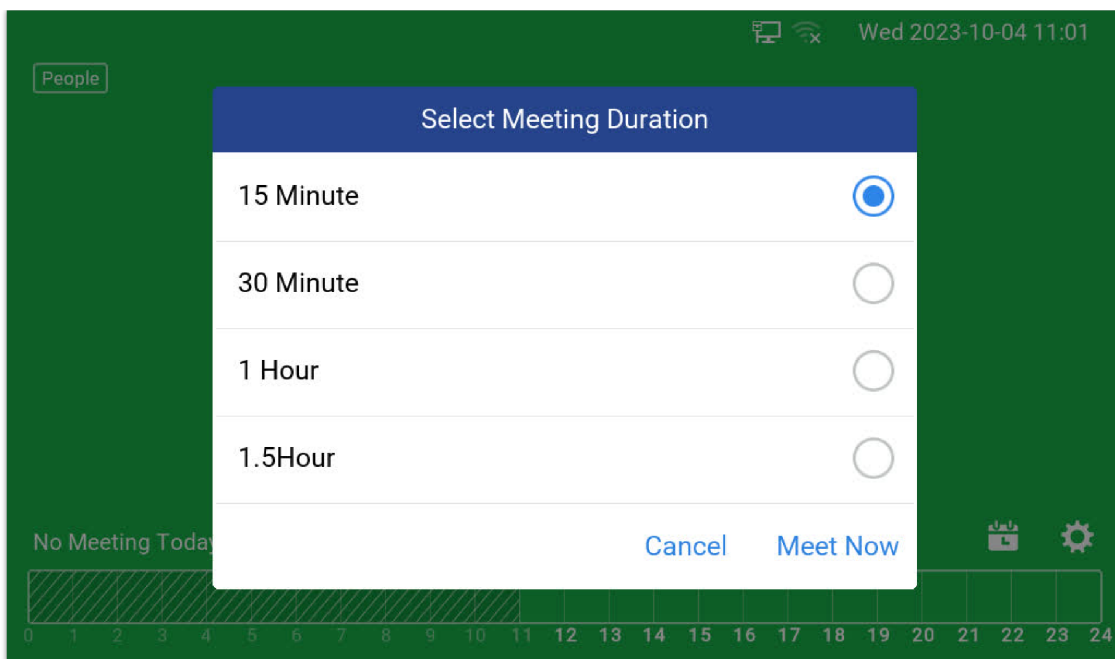 Wed 2023-10-04 11:01
People
Select Meeting Duration
15 Minute
30 Minute
1 Hour
1.5Hour
Cancel Meet Now
No Meeting Today
0 1 2 3 4 5 6 7 8 9 10 11 12 13 14 15 16 17 18 19 20 21 22 23 24